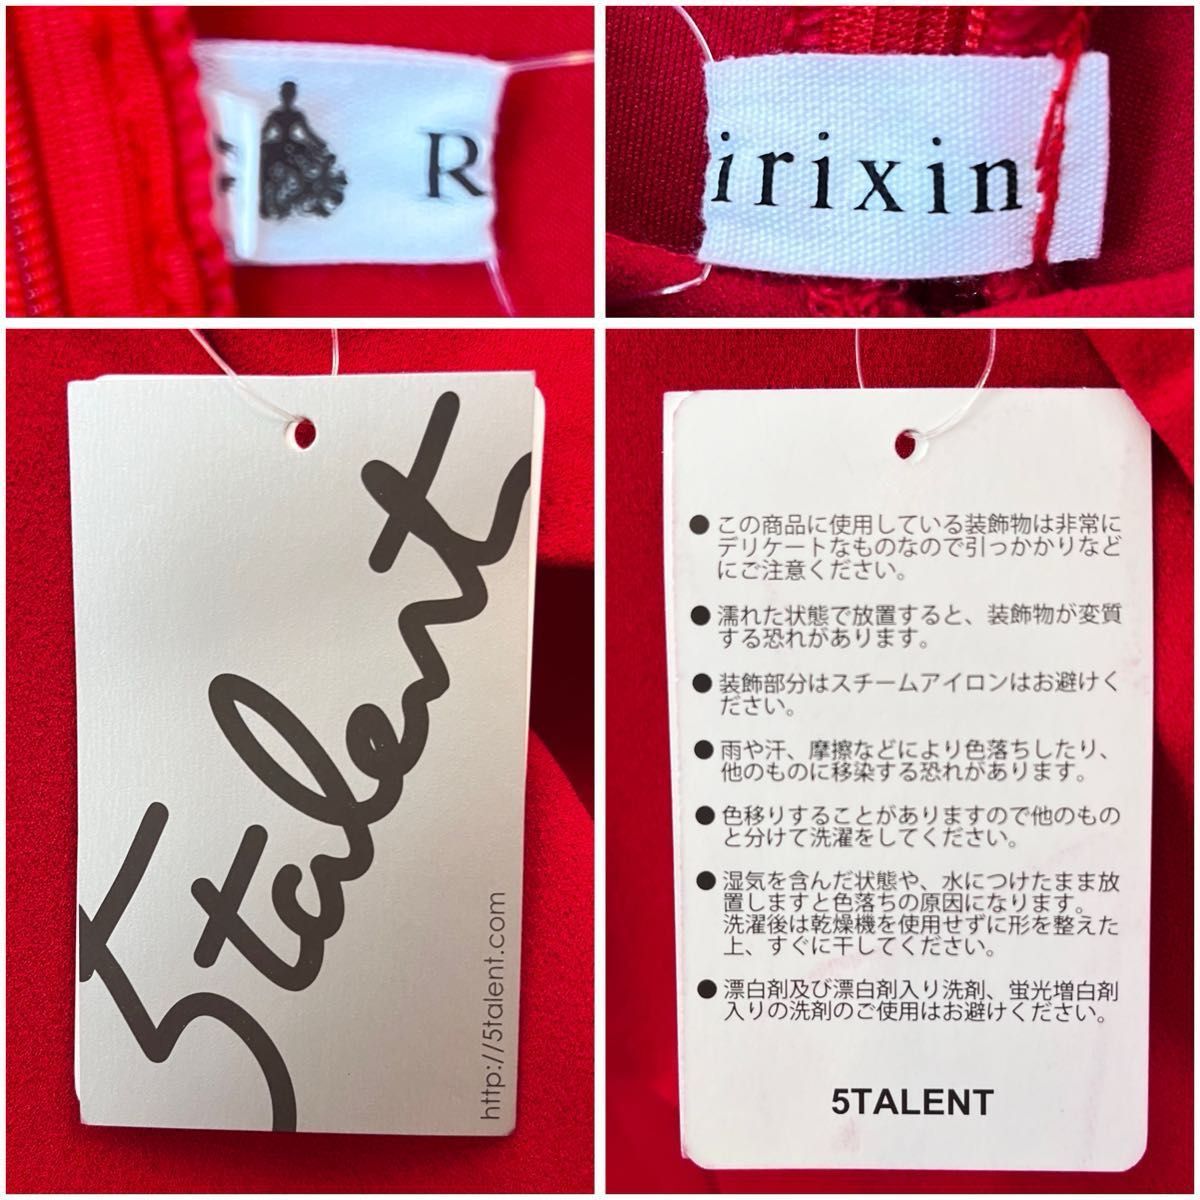 R
irixin
5talent
http://5talent.com
● この商品に使用している装飾物は非常に
デリケートなものなので引っかかりなど
にご注意ください。
● 濡れた状態で放置すると、装飾物が変質
する恐れがあります。
● 装飾部分はスチームアイロンはお避けく
ださい。
● 雨や汗、摩擦などにより色落ちしたり、
他のものに移染する恐れがあります。
● 色移りすることがありますので他のもの
と分けて洗濯をしてください。
● 湿気を含んだ状態や、水につけたまま放
置しますと色落ちの原因になります。
洗濯後は乾燥機を使用せずに形を整えた
上、すぐに干してください。
● 漂白剤及び漂白剤入り洗剤、蛍光増白剤
入りの洗剤のご使用はお避けください。
5TALENT